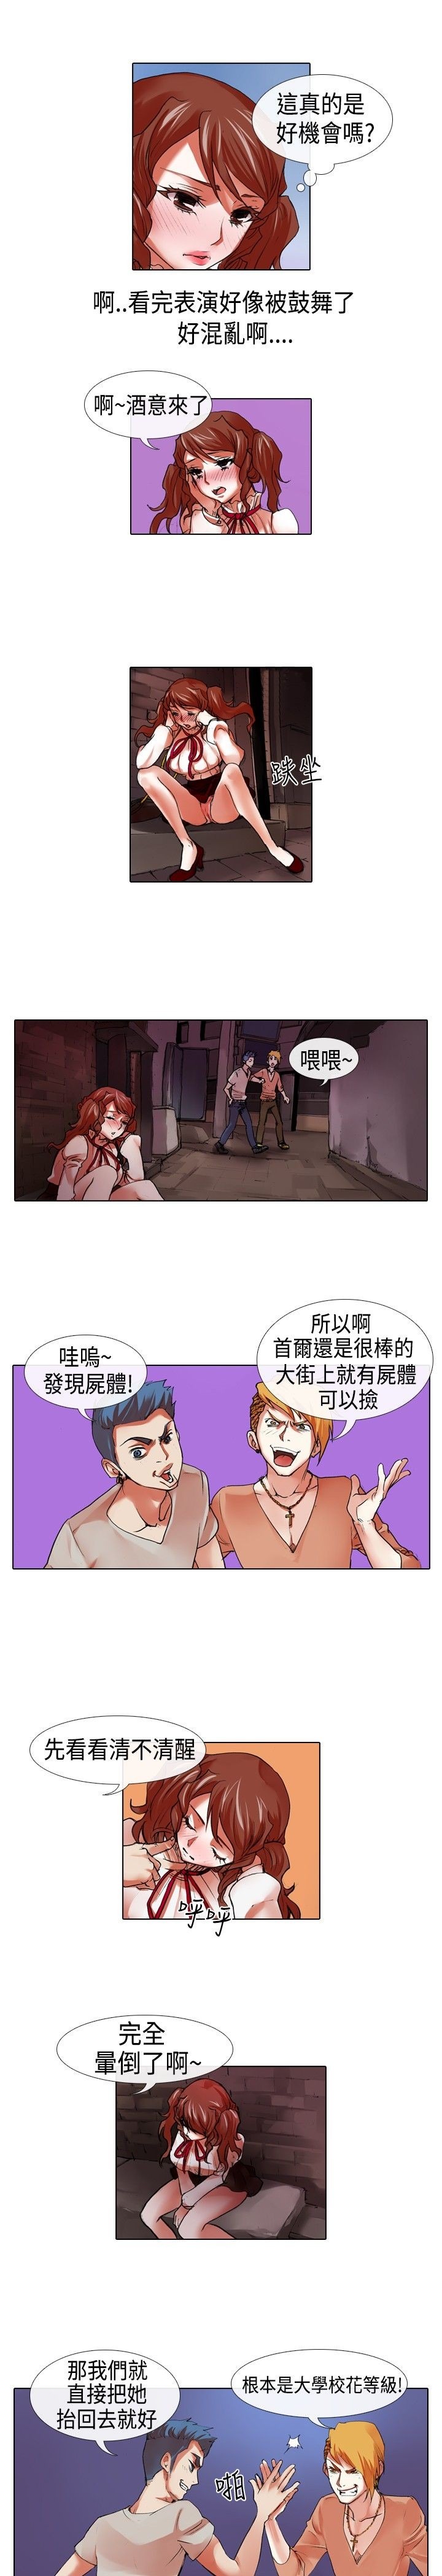 這真的是
好機會嗎?
啊..看完表演好像被鼓舞了
好混亂啊....
啊~酒意來了
跌坐
喂喂~
哇嗚~
發現屍體!
所以啊
首爾還是很棒的
大街上就有屍體
可以撿
先看看清不清醒
呼呼
完全
暈倒了啊~
那我們就
直接把她
抬回去就好
根本是大學校花等級!
啪